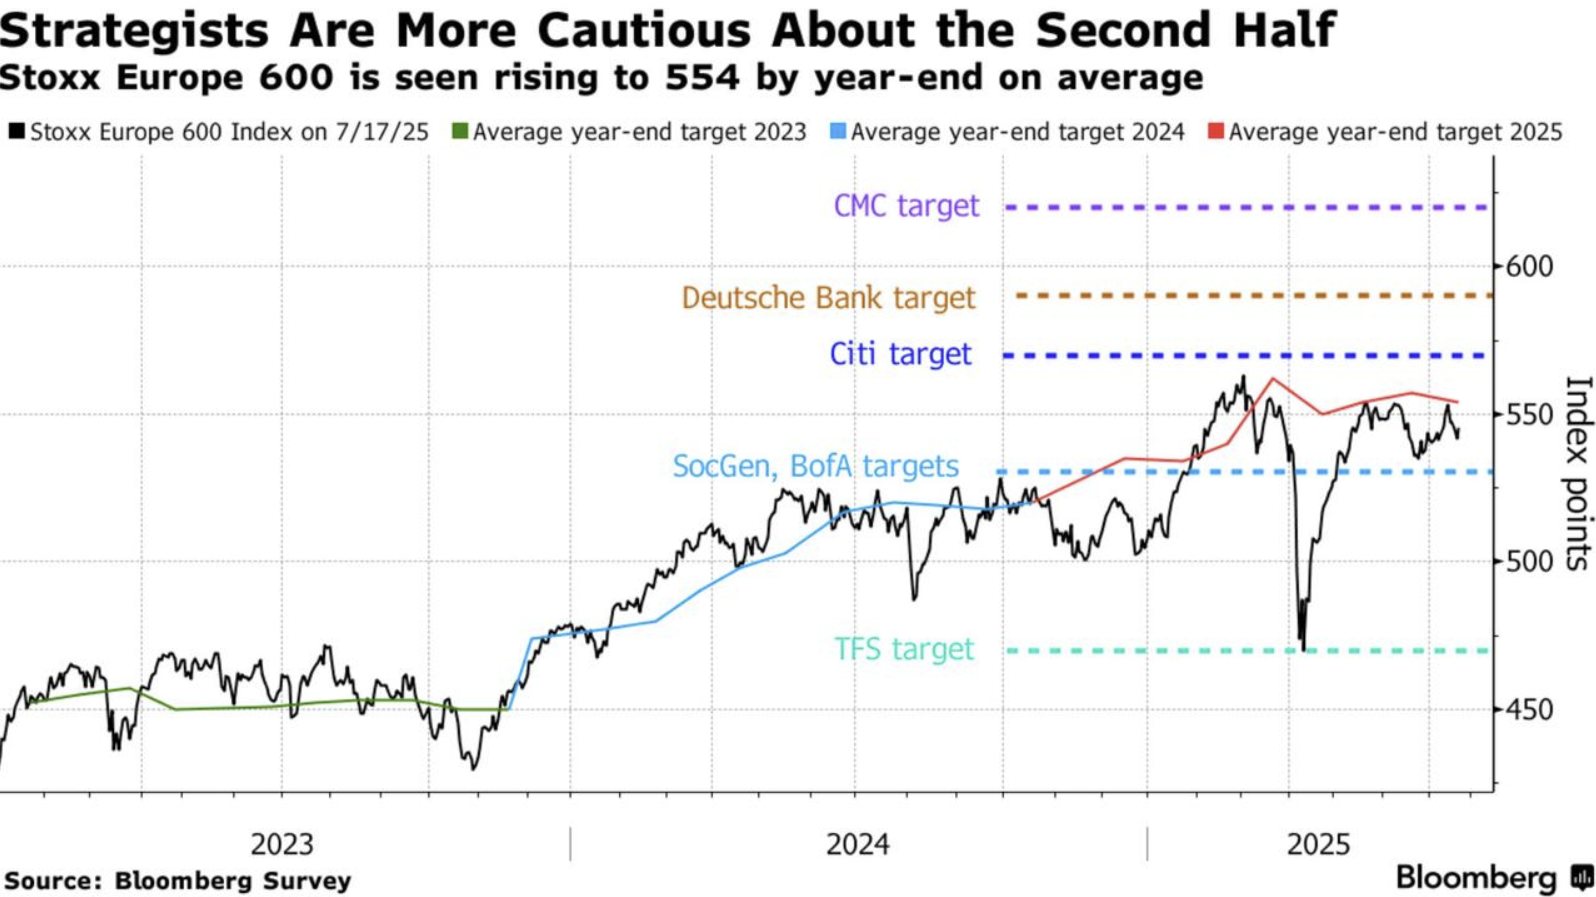 Strategists Are More Cautious About the Second Half
Stoxx Europe 600 is seen rising to 554 by year-end on average
Stoxx Europe 600 Index on 7/17/25 Average year-end target 2023 Average year-end target 2024 Average year-end target 2025
CMC target
600
Deutsche Bank target
Citi target
550
SocGen, BofA targets
Index points
500
TFS target
450
2023 2024 2025
Source: Bloomberg Survey
Bloomberg